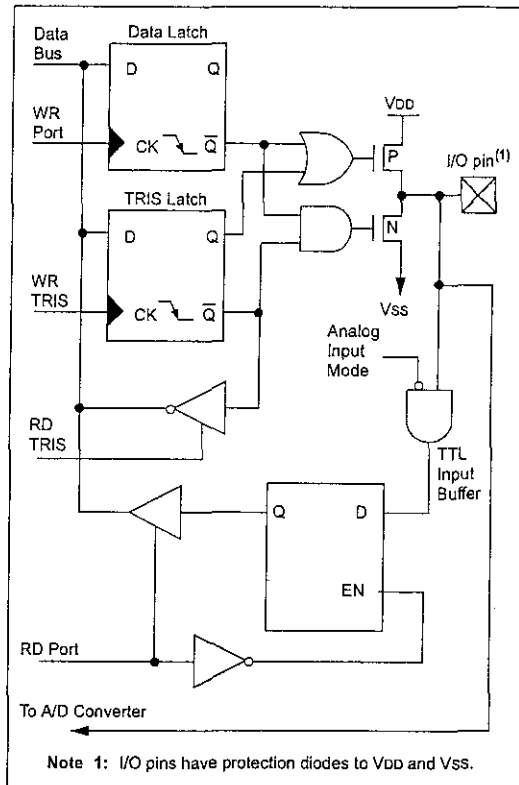 Data Latch
Data
Bus
D
Q
WR
Port
CK
Q
VDD
P
I/O pin(1)
TRIS Latch
D
Q
N
WR
TRIS
CK
Q
VSS
Analog
Input
Mode
RD
TRIS
TTL
Input
Buffer
Q
D
EN
RD Port
To A/D Converter
Note 1: I/O pins have protection diodes to VDD and VSS.